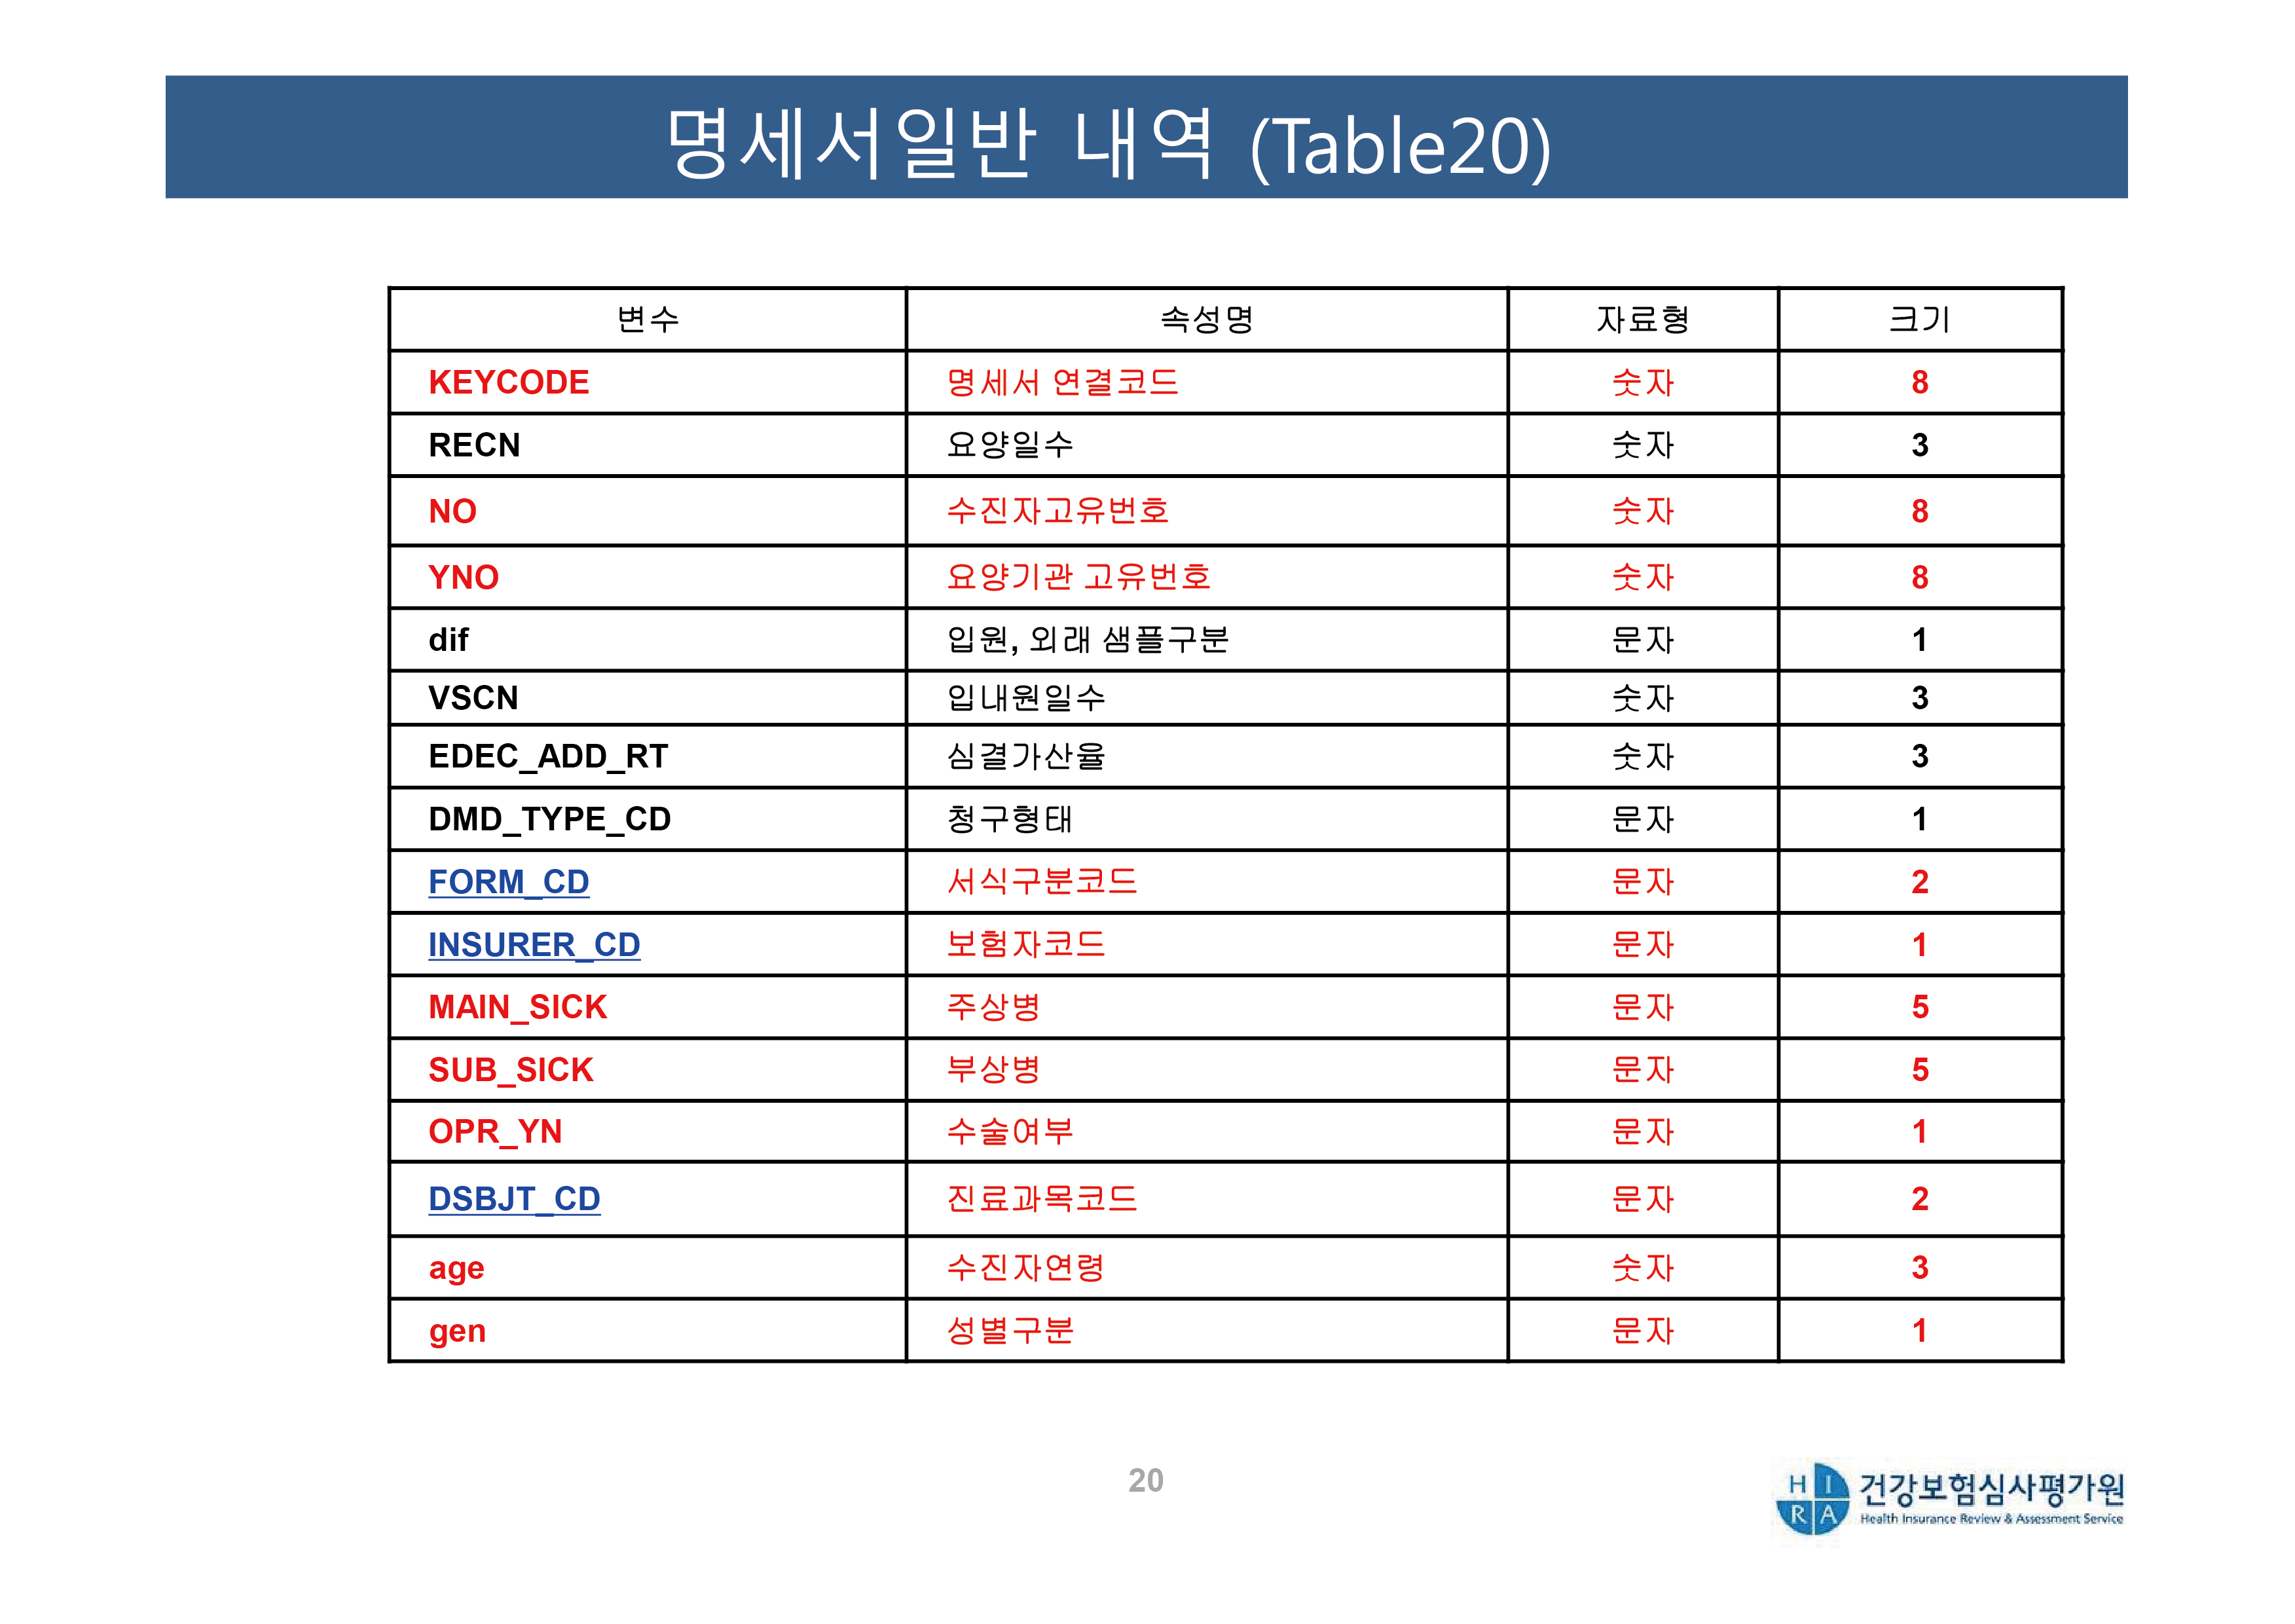 명세서일반 내역 (Table20)
변수 속성명 자료형 크기
KEYCODE 명세서 연결코드 숫자 8
RECN 요양일수 숫자 3
NO 수진자고유번호 숫자 8
YNO 요양기관 고유번호 숫자 8
dif 입원, 외래 샘플구분 문자 1
VSCN 입내원일수 숫자 3
EDEC_ADD_RT 심결가산율 숫자 3
DMD_TYPE_CD 청구형태 문자 1
FORM_CD 서식구분코드 문자 2
INSURER_CD 보험자코드 문자 1
MAIN_SICK 주상병 문자 5
SUB_SICK 부상병 문자 5
OPR_YN 수술여부 문자 1
DSBJT_CD 진료과목코드 문자 2
age 수진자연령 숫자 3
gen 성별구분 문자 1
20
HIRA 건강보험심사평가원
Health Insurance Review & Assessment Service